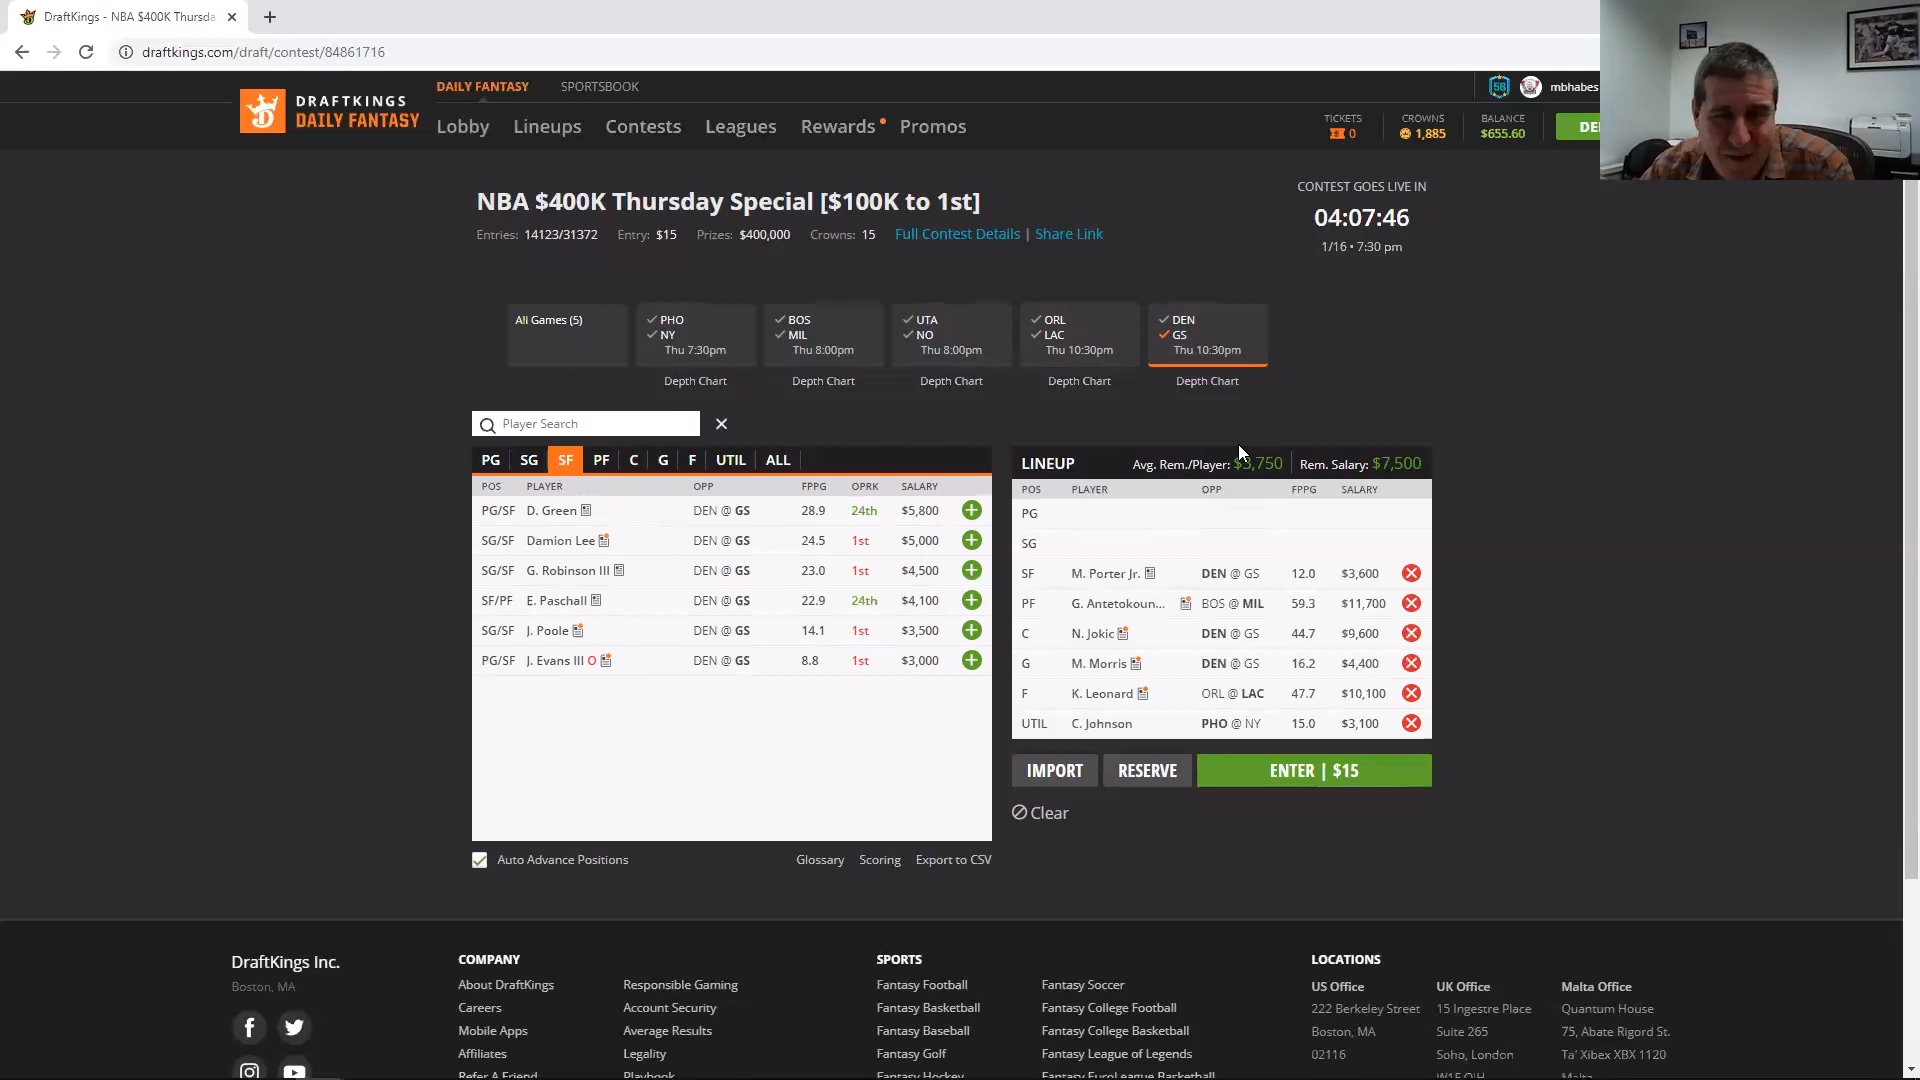 DraftKings - NBA $400K Thursda
draftkings.com/draft/contest/84861716
DAILY FANTASY SPORTSBOOK
56 mbhabes
DRAFTKINGS
DAILY FANTASY
Lobby Lineups Contests Leagues Rewards Promos
TICKETS CROWNS BALANCE
0 1,885 $655.60
NBA $400K Thursday Special [$100K to 1st]
Entries: 14123/31372 Entry: $15 Prizes: $400,000 Crowns: 15 Full Contest Details | Share Link
CONTEST GOES LIVE IN
04:07:46
1/16 • 7:30 pm
All Games (5)
PHO
NY
Thu 7:30pm
Depth Chart
BOS
MIL
Thu 8:00pm
Depth Chart
UTA
NO
Thu 8:00pm
Depth Chart
ORL
LAC
Thu 10:30pm
Depth Chart
DEN
GS
Thu 10:30pm
Depth Chart
Player Search
PG SG SF PF C G F UTIL ALL
POS PLAYER OPP FPPG OPRK SALARY
PG/SF D. Green DEN @ GS 28.9 24th $5,800
SG/SF Damion Lee DEN @ GS 24.5 1st $5,000
SG/SF G. Robinson III DEN @ GS 23.0 1st $4,500
SF/PF E. Paschall DEN @ GS 22.9 24th $4,100
SG/SF J. Poole DEN @ GS 14.1 1st $3,500
PG/SF J. Evans III O DEN @ GS 8.8 1st $3,000
Auto Advance Positions Glossary Scoring Export to CSV
LINEUP Avg. Rem./Player: $3,750 Rem. Salary: $7,500
POS PLAYER OPP FPPG SALARY
PG
SG
SF M. Porter Jr. DEN @ GS 12.0 $3,600
PF G. Antetokoun... BOS @ MIL 59.3 $11,700
C N. Jokic DEN @ GS 44.7 $9,600
G M. Morris DEN @ GS 16.2 $4,400
F K. Leonard ORL @ LAC 47.7 $10,100
UTIL C. Johnson PHO @ NY 15.0 $3,100
IMPORT RESERVE ENTER | $15
Clear
DraftKings Inc.
Boston, MA
COMPANY
About DraftKings
Careers
Mobile Apps
Affiliates
Refer A Friend
Responsible Gaming
Account Security
Average Results
Legality
Playbook
SPORTS
Fantasy Football
Fantasy Basketball
Fantasy Baseball
Fantasy Golf
Fantasy Hockey
Fantasy Soccer
Fantasy College Football
Fantasy College Basketball
Fantasy League of Legends
Fantasy EuroLeague Basketball
LOCATIONS
US Office
222 Berkeley Street
Boston, MA
02116
UK Office
15 Ingestre Place
Suite 265
Soho, London
W1F 0JH
Malta Office
Quantum House
75, Abate Rigord St.
Ta' Xibex XBX 1120
Malta